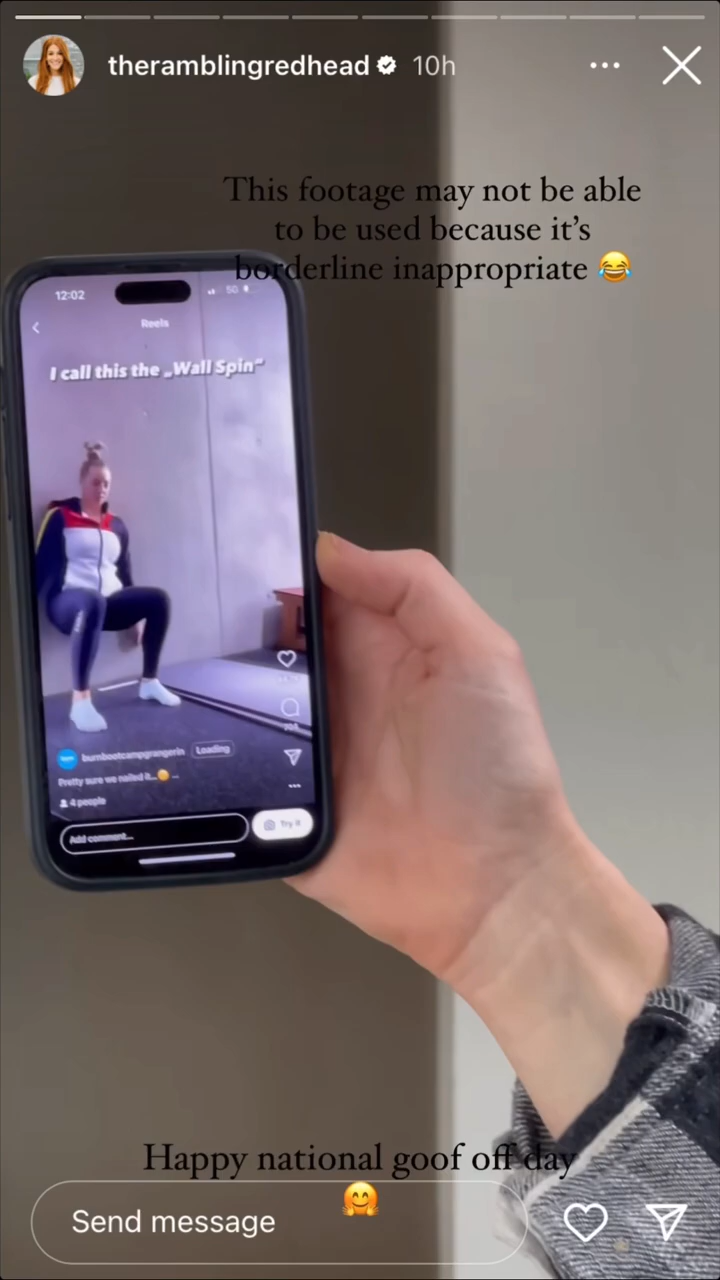 theramblingredhead 10h
This footage may not be able
to be used because it's
borderline inappropriate 😂
12:02
5G
Reels
I call this the „Wall Spin“
burnbootcampgrangerin Loading
Pretty sure we nailed it...
4 people
Add comment...
Try it
Happy national goof off day
🤗
Send message